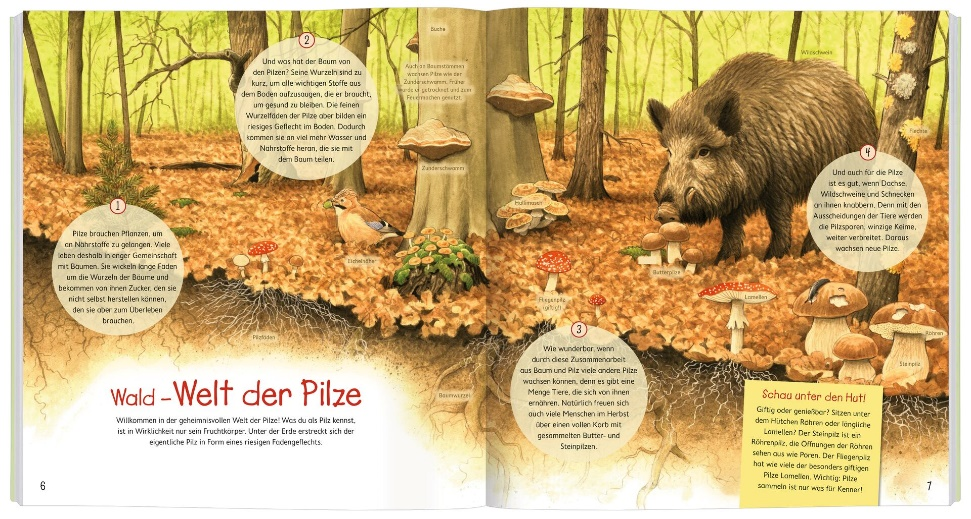 Wald – Welt der Pilze
Willkommen in der geheimnisvollen Welt der Pilze! Was du als Pilz kennst,
ist in Wirklichkeit nur sein Fruchtkörper. Unter der Erde erstreckt sich der
eigentliche Pilz in Form eines riesigen Fadengeflechts.
1
Pilze brauchen Pflanzen, um
an Nährstoffe zu gelangen. Viele
leben deshalb in enger Gemeinschaft
mit Bäumen. Sie wickeln lange Fäden
um die Wurzeln der Bäume und
bekommen von ihnen Zucker, den sie
nicht selbst herstellen können,
den sie aber zum Überleben
brauchen.
2
Und was hat der Baum von
den Pilzen? Seine Wurzeln sind zu
kurz, um alle wichtigen Stoffe aus
dem Boden aufzusaugen, die er braucht,
um gesund zu bleiben. Die feinen
Wurzelfäden der Pilze aber bilden ein
riesiges Geflecht im Boden. Dadurch
kommen sie an viel mehr Wasser und
Nährstoffe heran, die sie mit
dem Baum teilen.
Buche
Auch an Baumstämmen
wachsen Pilze wie der
Zunderschwamm. Früher
wurde er getrocknet und zum
Feuermachen genutzt.
Zunderschwamm
Eichelhäher
Pilzfäden
Baumwurzel
Hallimasch
Wildschwein
Flechte
Butterpilze
Fliegenpilz
(giftig!)
Lamellen
Röhren
Steinpilz
3
Wie wunderbar, wenn
durch diese Zusammenarbeit
aus Baum und Pilz viele andere Pilze
wachsen können, denn es gibt eine
Menge Tiere, die sich von ihnen
ernähren. Natürlich freuen sich
auch viele Menschen im Herbst
über einen vollen Korb mit
gesammelten Butter- und
Steinpilzen.
4
Und auch für die Pilze
ist es gut, wenn Dachse,
Wildschweine und Schnecken
an ihnen knabbern. Denn mit den
Ausscheidungen der Tiere werden
die Pilzsporen, winzige Keime,
weiter verbreitet. Daraus
wachsen neue Pilze.
Schau unter den Hut!
Giftig oder genießbar? Sitzen unter
dem Hütchen Röhren oder längliche
Lamellen? Der Steinpilz ist ein
Röhrenpilz, die Öffnungen der Röhren
sehen aus wie Poren. Der Fliegenpilz
hat wie viele der besonders giftigen
Pilze Lamellen. Wichtig: Pilze
sammeln ist nur was für Kenner!
6
7